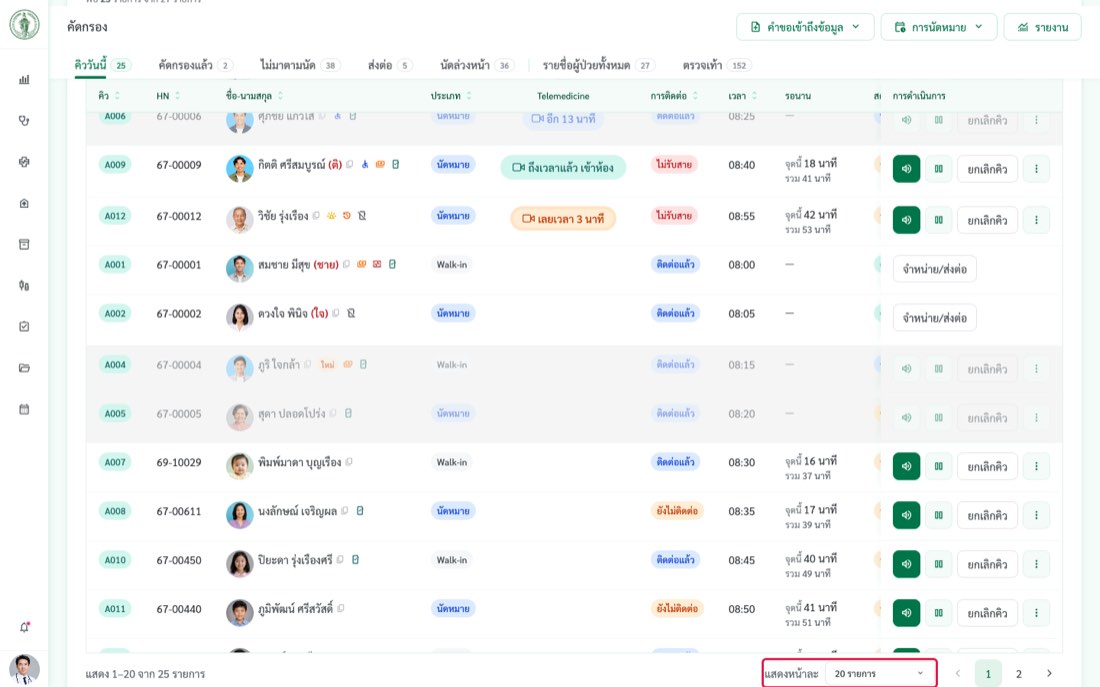 คัดกรอง
คำขอเข้าถึงข้อมูล
การนัดหมาย
รายงาน
คิววันนี้ 25
คัดกรองแล้ว 2
ไม่มาตามนัด 38
ส่งต่อ 5
นัดล่วงหน้า 36
รายชื่อผู้ป่วยทั้งหมด 27
ตรวจเท้า 152
คิว HN ชื่อ-นามสกุล ประเภท Telemedicine การติดต่อ เวลา รอนาน การดำเนินการ
A006 67-00006 ศุภชัย แก้วใส นัดหมาย อีก 13 นาที ติดต่อแล้ว 08:25 — ยกเลิกคิว
A009 67-00009 กิตติ ศรีสมบูรณ์ (ติ) นัดหมาย ถึงเวลาแล้ว เข้าห้อง ไม่รับสาย 08:40 จุดนี้ 18 นาที ยกเลิกคิว
รวม 41 นาที
A012 67-00012 วิชัย รุ่งเรือง นัดหมาย เลยเวลา 3 นาที ไม่รับสาย 08:55 จุดนี้ 42 นาที ยกเลิกคิว
รวม 53 นาที
A001 67-00001 สมชาย มีสุข (ชาย) Walk-in ติดต่อแล้ว 08:00 — จำหน่าย/ส่งต่อ
A002 67-00002 ดวงใจ พินิจ (ใจ) นัดหมาย ติดต่อแล้ว 08:05 — จำหน่าย/ส่งต่อ
A004 67-00004 ภูริ ใจกล้า ใหม่ Walk-in ติดต่อแล้ว 08:15 — ยกเลิกคิว
A005 67-00005 สุดา ปลอดโปร่ง นัดหมาย ติดต่อแล้ว 08:20 — ยกเลิกคิว
A007 69-10029 พิมพ์มาดา บุญเรือง Walk-in ติดต่อแล้ว 08:30 จุดนี้ 16 นาที ยกเลิกคิว
รวม 37 นาที
A008 67-00611 นงลักษณ์ เจริญผล นัดหมาย ยังไม่ติดต่อ 08:35 จุดนี้ 17 นาที ยกเลิกคิว
รวม 39 นาที
A010 67-00450 ปิยะดา รุ่งเรืองศรี Walk-in ติดต่อแล้ว 08:45 จุดนี้ 40 นาที ยกเลิกคิว
รวม 49 นาที
A011 67-00440 ภูมิพัฒน์ ศรีสวัสดิ์ นัดหมาย ยังไม่ติดต่อ 08:50 จุดนี้ 41 นาที ยกเลิกคิว
รวม 51 นาที
แสดง 1–20 จาก 25 รายการ
แสดงหน้าละ 20 รายการ
1 2